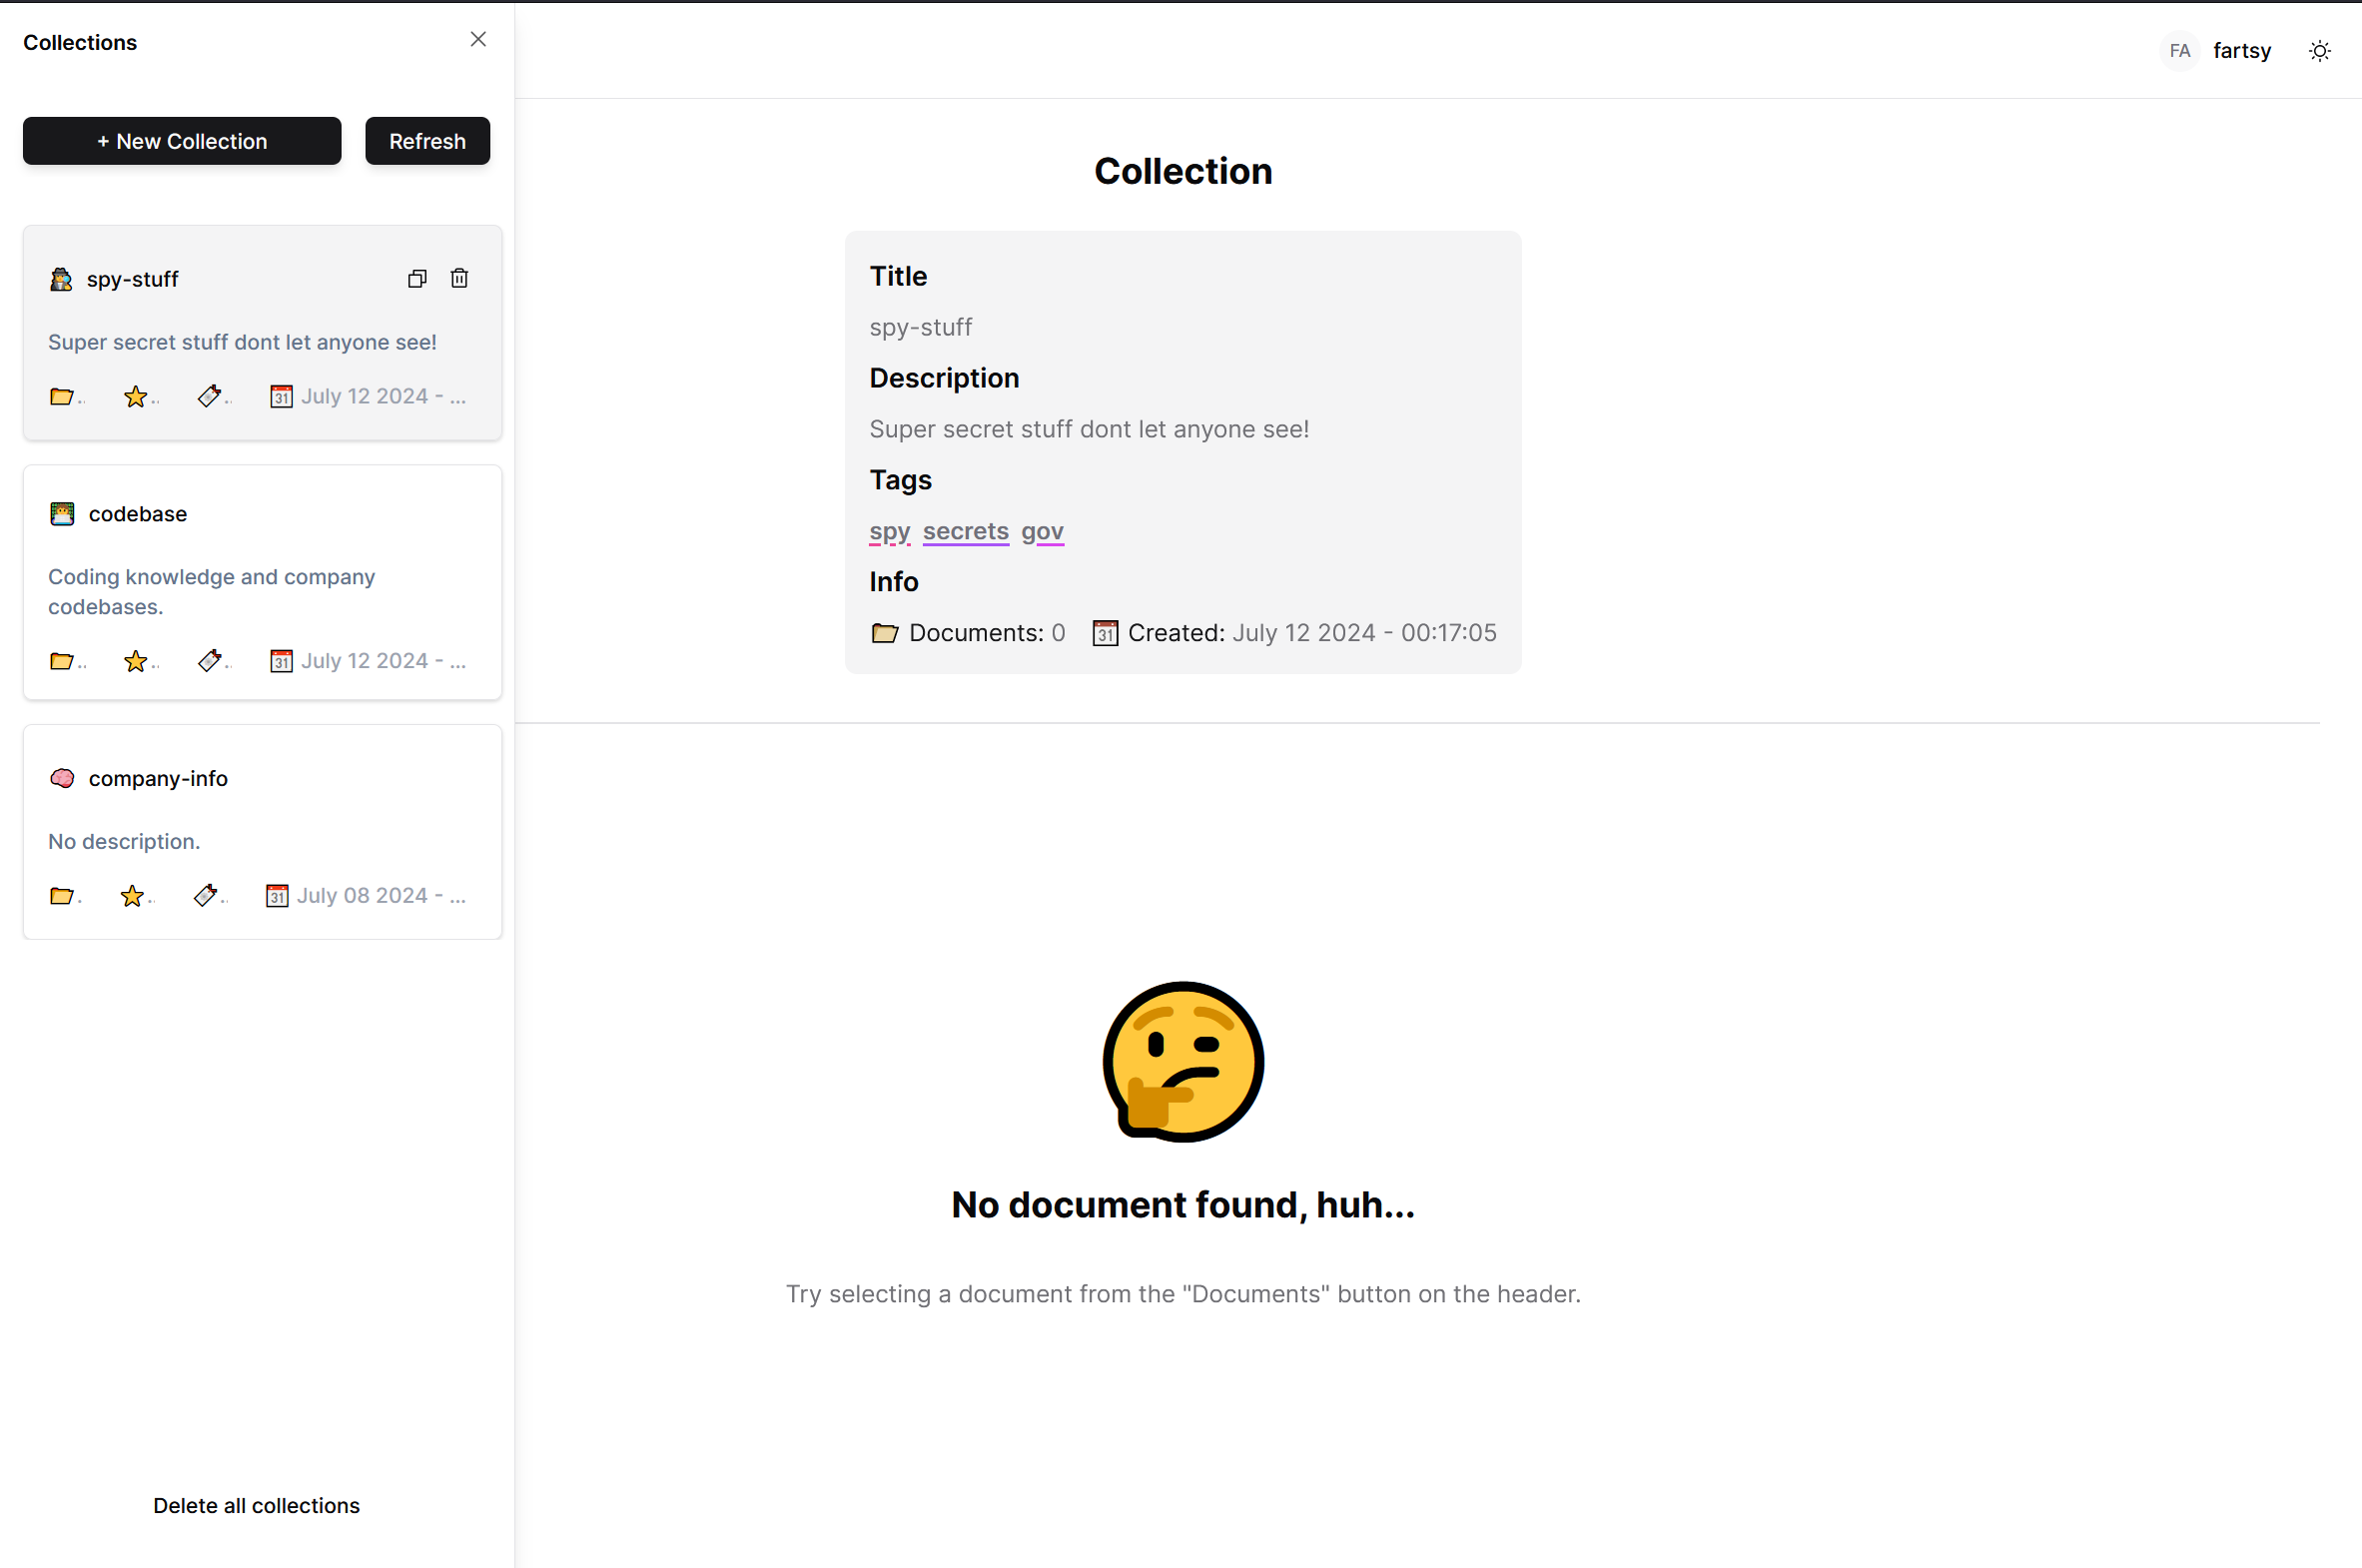 Collections
+ New Collection
Refresh
spy-stuff
Super secret stuff dont let anyone see!
.. .. .. July 12 2024 - ...
codebase
Coding knowledge and company
codebases.
.. .. .. July 12 2024 - ...
company-info
No description.
. .. .. July 08 2024 - ...
Delete all collections
FA fartsy
Collection
Title
spy-stuff
Description
Super secret stuff dont let anyone see!
Tags
spy secrets gov
Info
Documents: 0 31 Created: July 12 2024 - 00:17:05
No document found, huh...
Try selecting a document from the "Documents" button on the header.